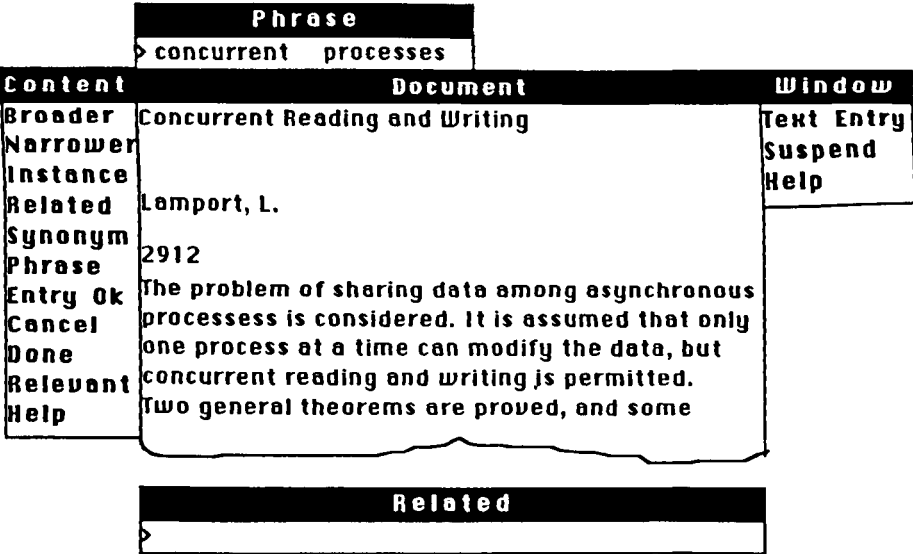 Phrase
> concurrent processes
Content
Broader
Narrower
Instance
Related
Synonym
Phrase
Entry Ok
Cancel
Done
Relevant
Help
Document
Concurrent Reading and Writing
Lamport, L.
2912
The problem of sharing data among asynchronous
processess is considered. It is assumed that only
one process at a time can modify the data, but
concurrent reading and writing is permitted.
Two general theorems are proved, and some
Window
Text Entry
Suspend
Help
Related
>